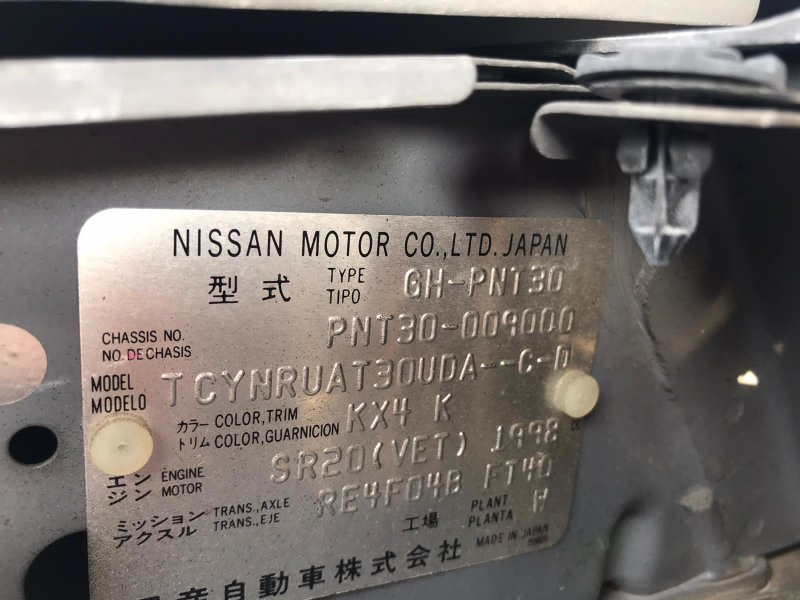 NISSAN MOTOR CO.,LTD. JAPAN
型式 TYPE TIPO GH-PNT30
CHASSIS NO. NO. DE CHASIS PNT30-009000
MODEL MODELO TCYNRUAT30UDA--C-D
カラー COLOR,TRIM トリム COLOR,GUARNICION KX4 K
エンジン ENGINE MOTOR SR20(VET) 1998 CC
ミッション アクスル TRANS.,AXLE TRANS.,EJE RE4F04B FT40
工場 PLANT PLANTA
MADE IN JAPAN
産自動車株式会社